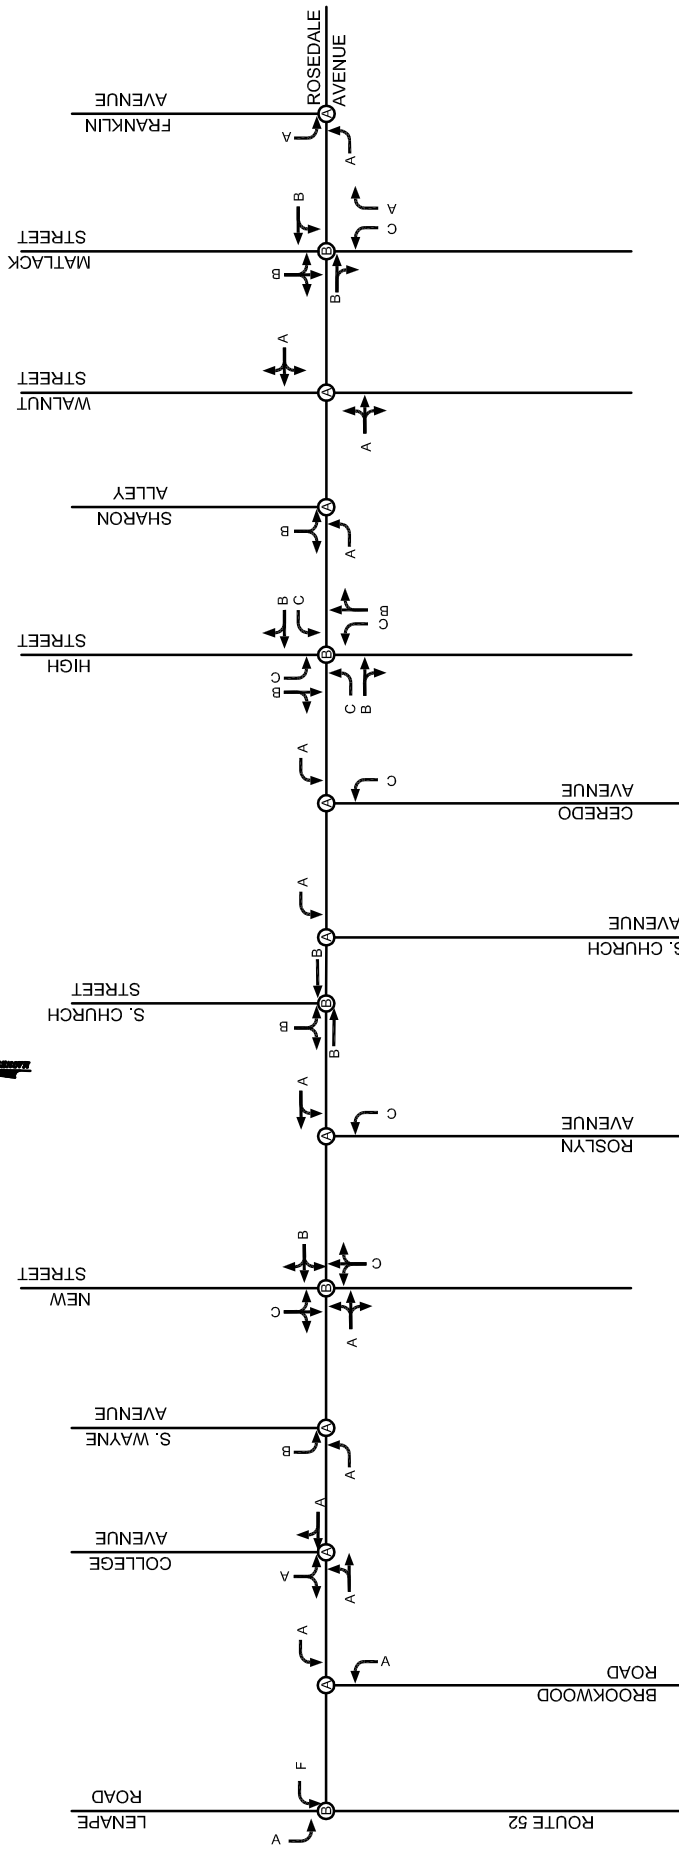 ROSEDALE
AVENUE
FRANKLIN
AVENUE
A
A
A
MATLACK
STREET
B
B
B
B
A
C
WALNUT
STREET
A
A
A
SHARON
ALLEY
A
B
A
HIGH
STREET
B
C
B
C
B
B
C
C
B
CEREDO
AVENUE
A
A
C
S. CHURCH
AVENUE
A
A
S. CHURCH
STREET
B
B
B
B
ROSLYN
AVENUE
A
A
C
NEW
STREET
B
B
C
C
A
S. WAYNE
AVENUE
A
B
A
COLLEGE
AVENUE
A
A
A
A
BROOKWOOD
ROAD
A
A
A
LENAPE
ROAD
F
B
A
ROUTE 52